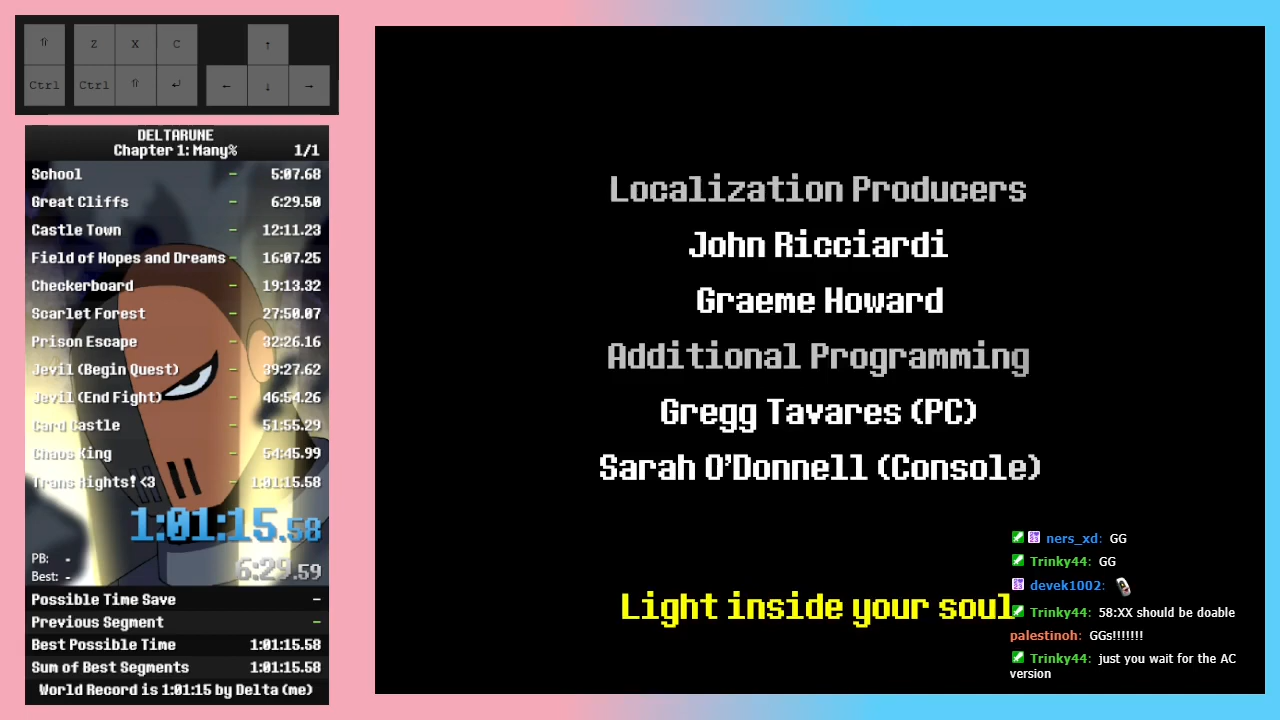 ⇧ Z X C ↑
Ctrl Ctrl ⇧ ↵ ← ↓ →
DELTARUNE
Chapter 1: Many% 1/1
School - 5:07.68
Great Cliffs - 6:29.50
Castle Town - 12:11.23
Field of Hopes and Dreams - 16:07.25
Checkerboard - 19:13.32
Scarlet Forest - 27:50.07
Prison Escape - 32:26.16
Jevil (Begin Quest) - 39:27.62
Jevil (End Fight) - 46:54.26
Card Castle - 51:55.29
Chaos King - 54:45.99
Trans Rights! <3 - 1:01:15.58
1:01:15.58
PB: -
Best: -
6:29.59
Possible Time Save -
Previous Segment -
Best Possible Time 1:01:15.58
Sum of Best Segments 1:01:15.58
World Record is 1:01:15 by Delta (me)
Localization Producers
John Ricciardi
Graeme Howard
Additional Programming
Gregg Tavares (PC)
Sarah O'Donnell (Console)
Light inside your soul
ners_xd: GG
Trinky44: GG
devek1002:
Trinky44: 58:XX should be doable
palestinoh: GGs!!!!!!!
Trinky44: just you wait for the AC
version